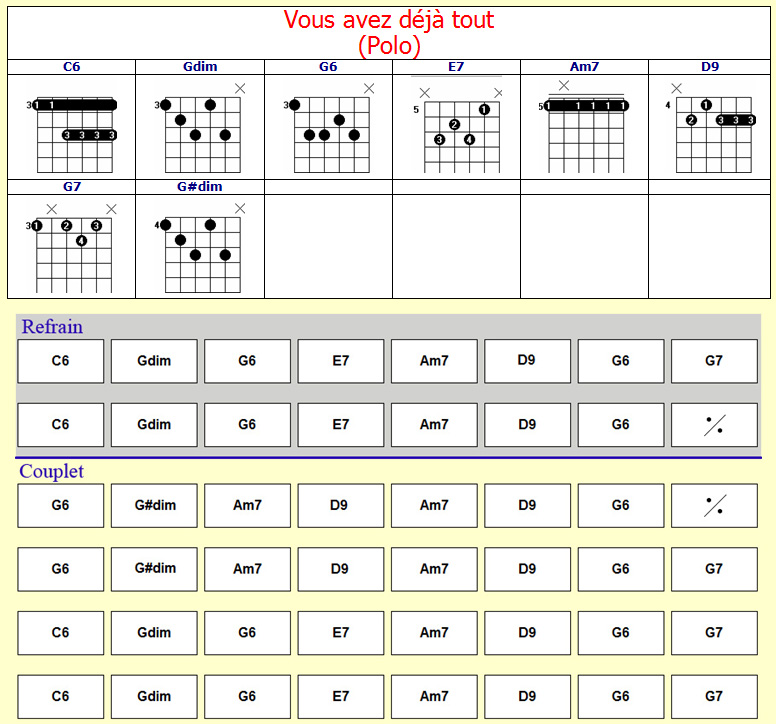 Vous avez déjà tout
(Polo)
C6 Gdim G6 E7 Am7 D9
3 1 1 3 3 3 3
3 ×
3 ×
× × 5 1 2 3 4
× 5 1 1 1 1 1
× 4 1 2 3 3 3
G7 G#dim
× × 3 1 2 3 4
× 4
Refrain
C6 Gdim G6 E7 Am7 D9 G6 G7
C6 Gdim G6 E7 Am7 D9 G6 %
Couplet
G6 G#dim Am7 D9 Am7 D9 G6 %
G6 G#dim Am7 D9 Am7 D9 G6 G7
C6 Gdim G6 E7 Am7 D9 G6 G7
C6 Gdim G6 E7 Am7 D9 G6 G7